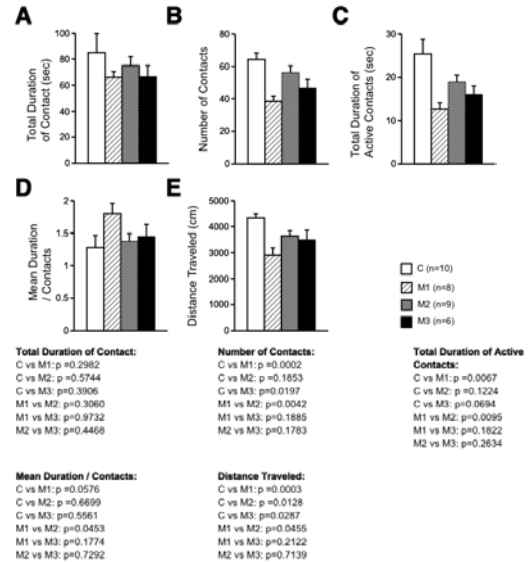 A
B
C
Total Duration
of Contact (sec)
100
80
60
40
20
0
Number of Contacts
80
60
40
20
0
Total Duration of
Active Contacts (sec)
30
20
10
0
D
E
Mean Duration
/ Contacts
2
1.5
1
0.5
0
Distance Traveled (cm)
5000
4000
3000
2000
1000
0
C (n=10)
M1 (n=8)
M2 (n=9)
M3 (n=6)
Total Duration of Contact:
C vs M1: p =0.2982
C vs M2: p =0.5744
C vs M3: p =0.3906
M1 vs M2: p=0.3060
M1 vs M3: p=0.9732
M2 vs M3: p=0.4468
Number of Contacts:
C vs M1: p =0.0002
C vs M2: p =0.1853
C vs M3: p =0.0197
M1 vs M2: p=0.0042
M1 vs M3: p=0.1885
M2 vs M3: p=0.1783
Total Duration of Active
Contacts:
C vs M1: p =0.0067
C vs M2: p =0.1224
C vs M3: p =0.0694
M1 vs M2: p=0.0095
M1 vs M3: p=0.1822
M2 vs M3: p=0.2634
Mean Duration / Contacts:
C vs M1: p =0.0576
C vs M2: p =0.6699
C vs M3: p =0.5561
M1 vs M2: p=0.0453
M1 vs M3: p=0.1774
M2 vs M3: p=0.7292
Distance Traveled:
C vs M1: p =0.0003
C vs M2: p =0.0128
C vs M3: p =0.0287
M1 vs M2: p=0.0455
M1 vs M3: p=0.2122
M2 vs M3: p=0.7139